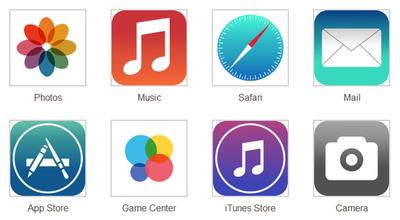 Photos Music Safari Mail
App Store Game Center iTunes Store Camera